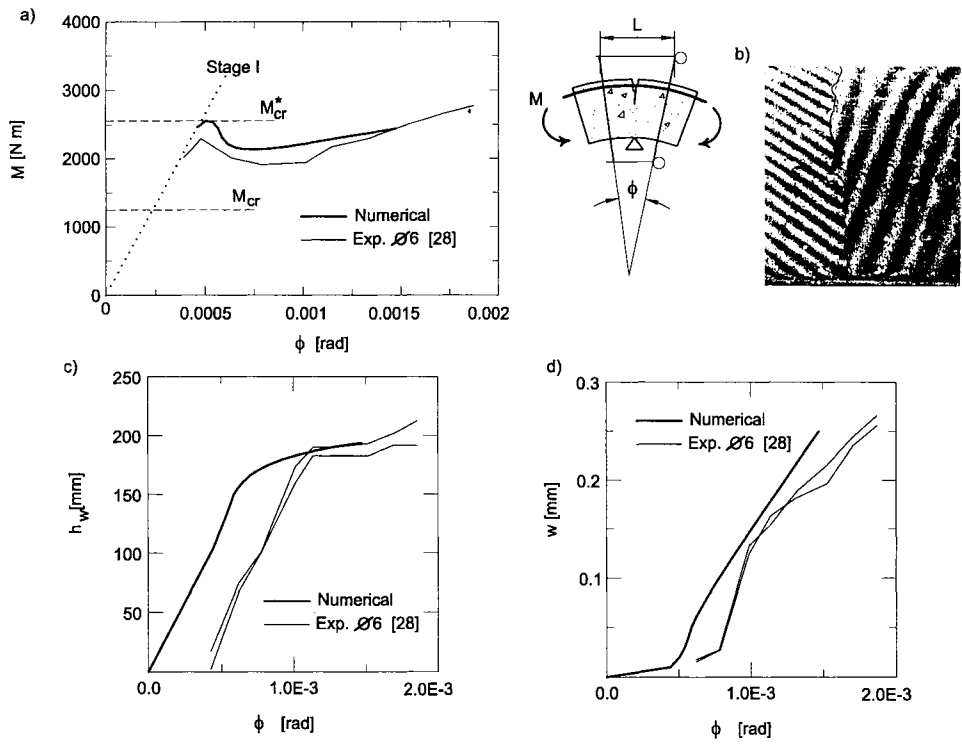 a)
4000
3500
3000
2000
1000
0
M [N m]
Stage I
M*cr
Mcr
Numerical
Exp. Ø6 [28]
0
0.0005
0.001
0.0015
0.002
ϕ [rad]
L
M
ϕ
b)
c)
250
200
150
100
50
hw [mm]
Numerical
Exp. Ø6 [28]
0.0
1.0E-3
2.0E-3
ϕ [rad]
d)
0.3
0.2
0.1
w [mm]
Numerical
Exp. Ø6 [28]
0.0
1.0E-3
2.0E-3
ϕ [rad]